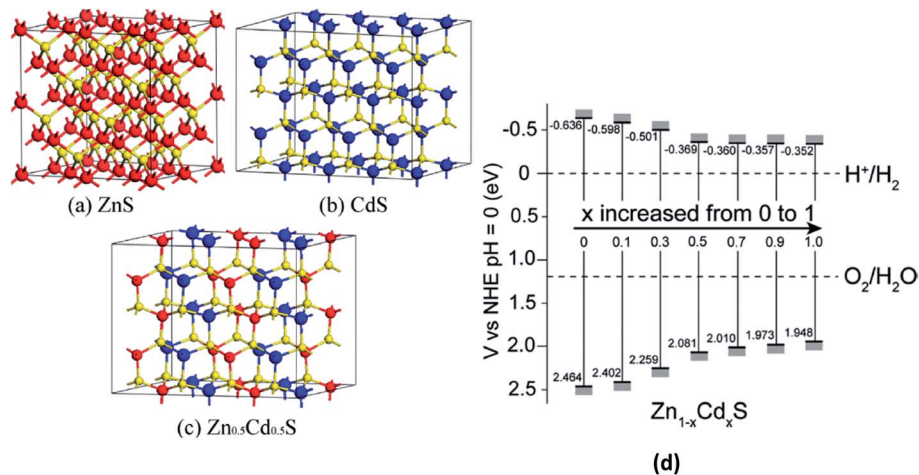 (a) ZnS
(b) CdS
(c) Zn0.5Cd0.5S
V vs NHE pH = 0 (eV)
-0.5
0
0.5
1.0
1.5
2.0
2.5
-0.636
-0.598
-0.501
-0.369
-0.360
-0.357
-0.352
H⁺/H₂
x increased from 0 to 1
0 0.1 0.3 0.5 0.7 0.9 1.0
O₂/H₂O
2.464
2.402
2.259
2.081
2.010
1.973
1.948
Zn₁₋ₓCdₓS
(d)